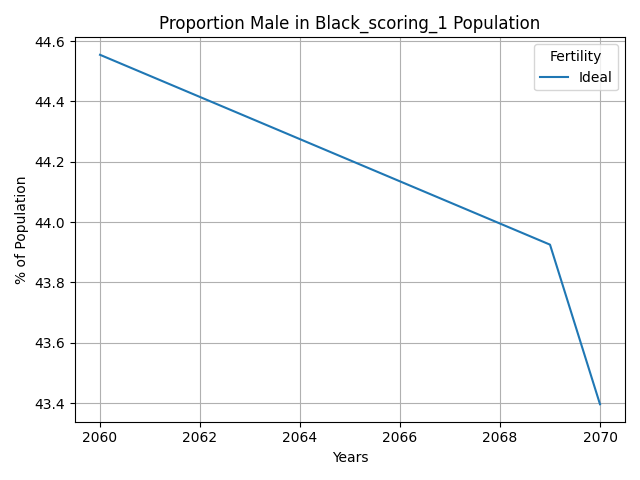 Proportion Male in Black_scoring_1 Population
% of Population
44.6
44.4
44.2
44.0
43.8
43.6
43.4
Fertility
Ideal
2060
2062
2064
2066
2068
2070
Years